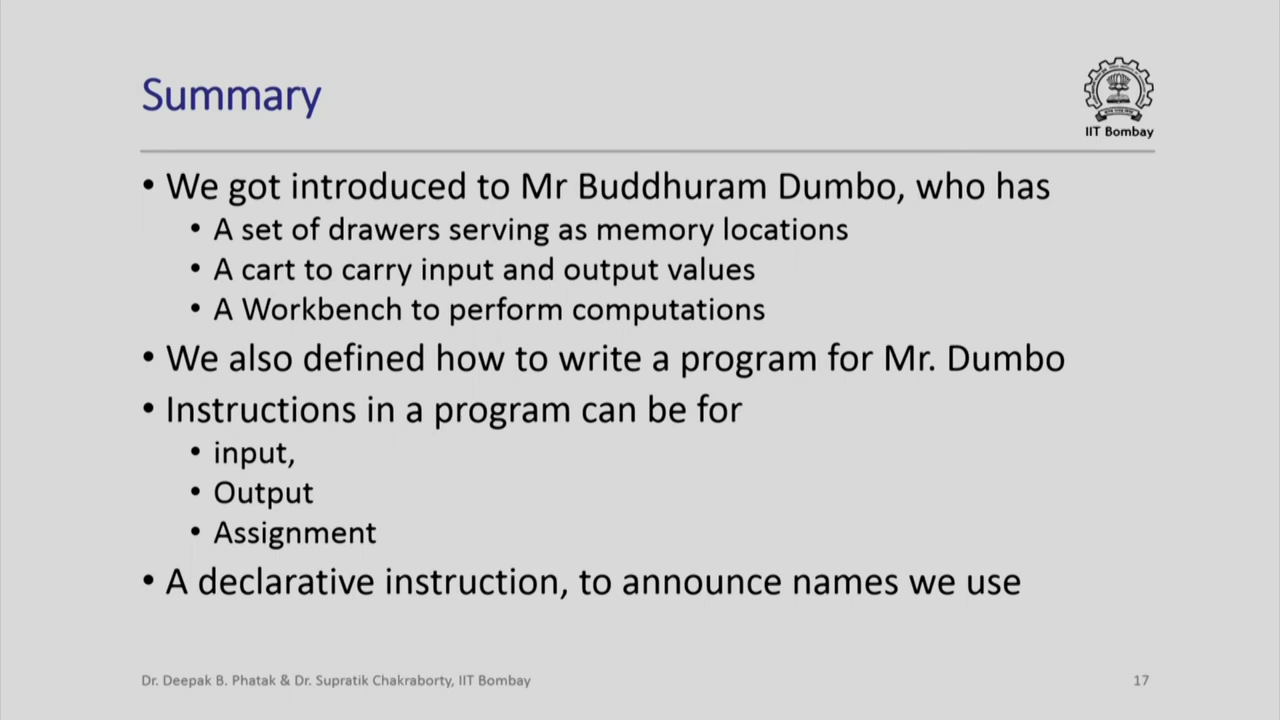 Summary
IIT Bombay
• We got introduced to Mr Buddhuram Dumbo, who has
• A set of drawers serving as memory locations
• A cart to carry input and output values
• A Workbench to perform computations
• We also defined how to write a program for Mr. Dumbo
• Instructions in a program can be for
• input,
• Output
• Assignment
• A declarative instruction, to announce names we use
Dr. Deepak B. Phatak & Dr. Supratik Chakraborty, IIT Bombay
17